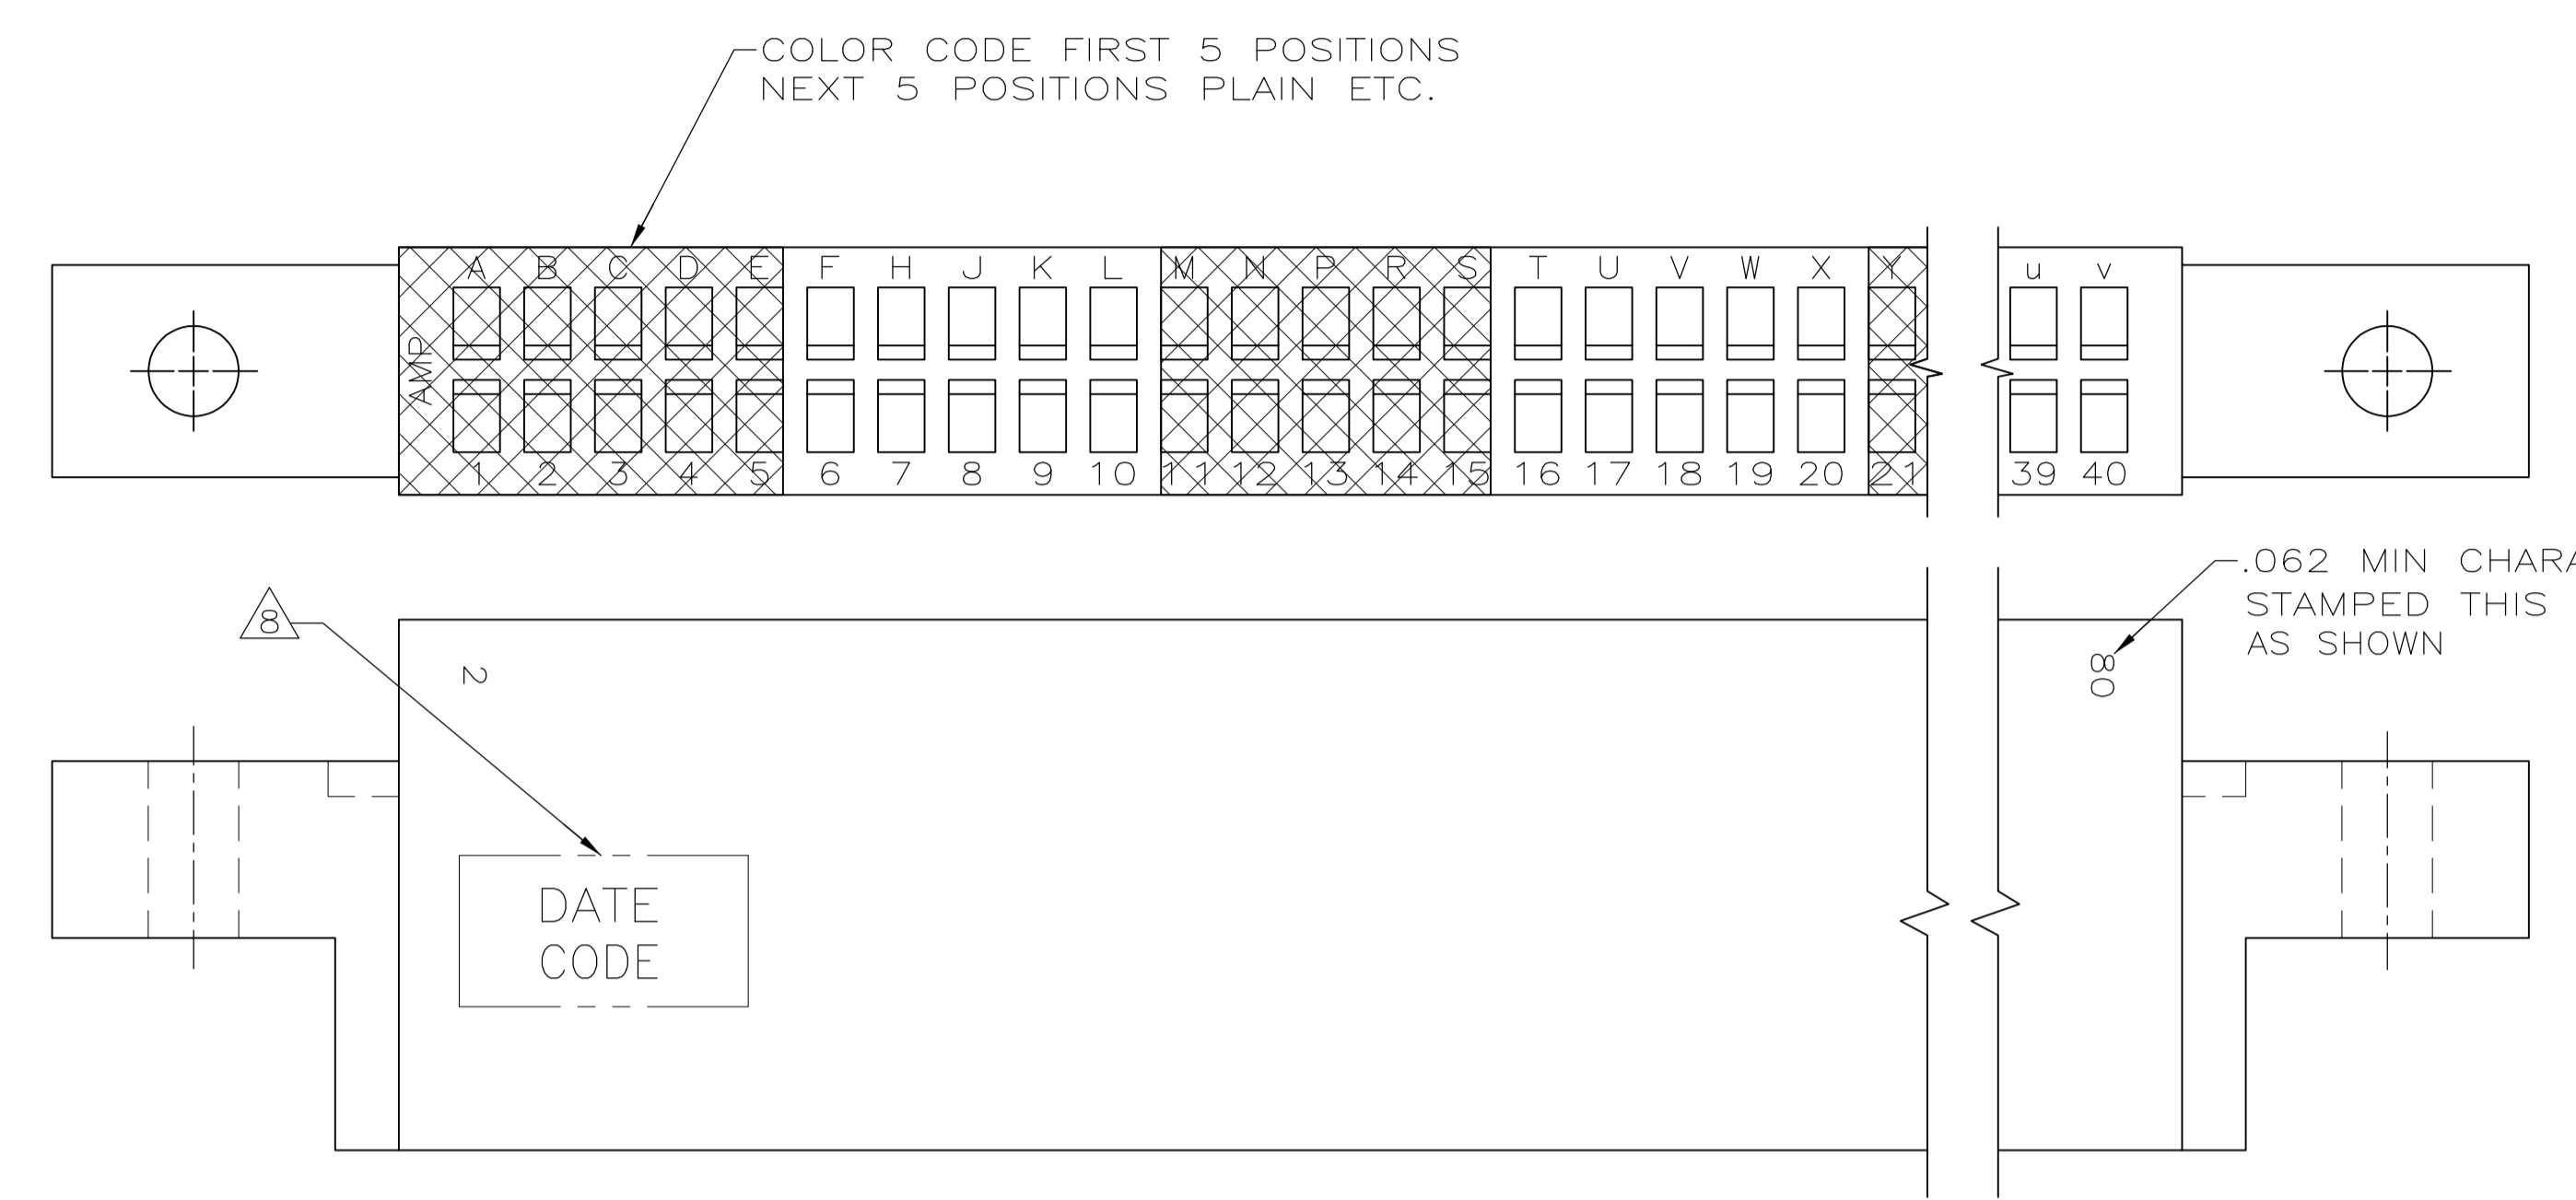 COLOR CODE FIRST 5 POSITIONS
NEXT 5 POSITIONS PLAIN ETC.
A B C D E F H J K L M N P R S T U V W X Y u v
AMP
1 2 3 4 5 6 7 8 9 10 11 12 13 14 15 16 17 18 19 20 21 39 40
.062 MIN
STAMPED THIS
AS SHOWN
8
2
80
DATE
CODE